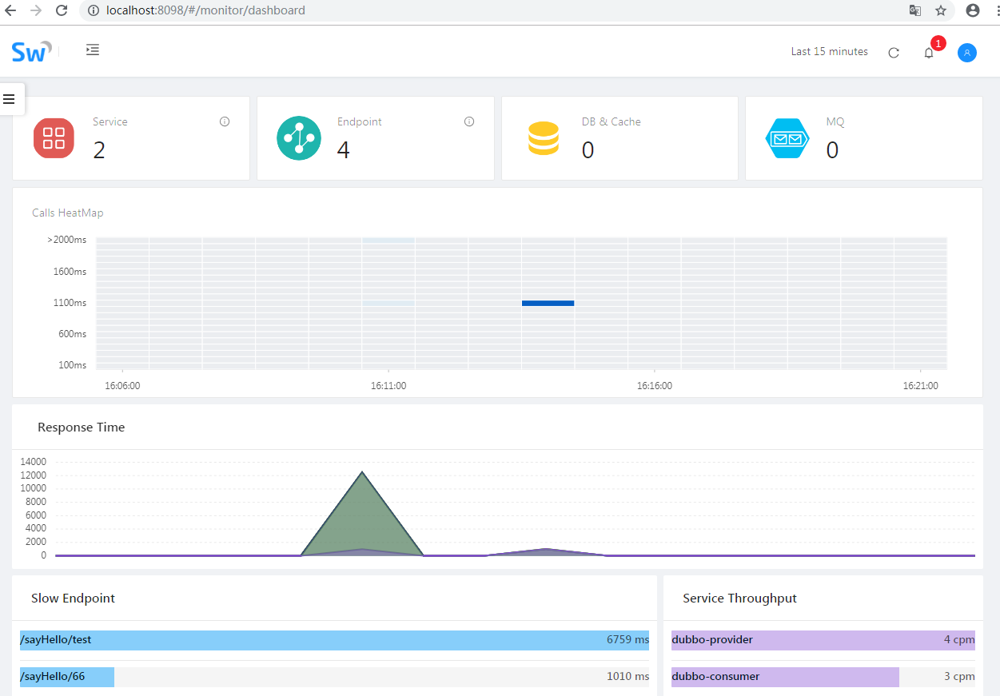 localhost:8098/#/monitor/dashboard
Sw
Last 15 minutes
1
Service
2
Endpoint
4
DB & Cache
0
MQ
0
Calls HeatMap
>2000ms
1600ms
1100ms
600ms
100ms
16:06:00 16:11:00 16:16:00 16:21:00
Response Time
14000
12000
10000
8000
6000
4000
2000
0
Slow Endpoint
/sayHello/test 6759 ms
/sayHello/66 1010 ms
Service Throughput
dubbo-provider 4 cpm
dubbo-consumer 3 cpm